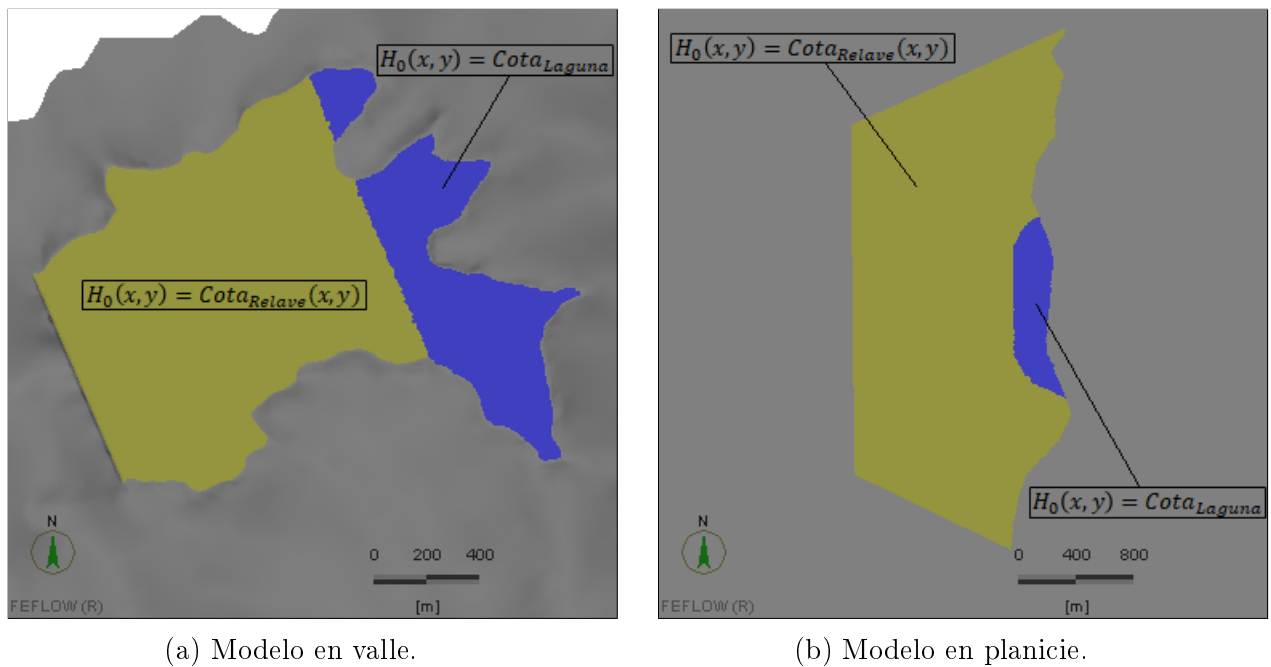 H₀(x, y) = Cota_Laguna
H₀(x, y) = Cota_Relave(x, y)
N
0 200 400
[m]
FEFLOW (R)
(a) Modelo en valle.
H₀(x, y) = Cota_Relave(x, y)
H₀(x, y) = Cota_Laguna
N
0 400 800
[m]
FEFLOW (R)
(b) Modelo en planicie.